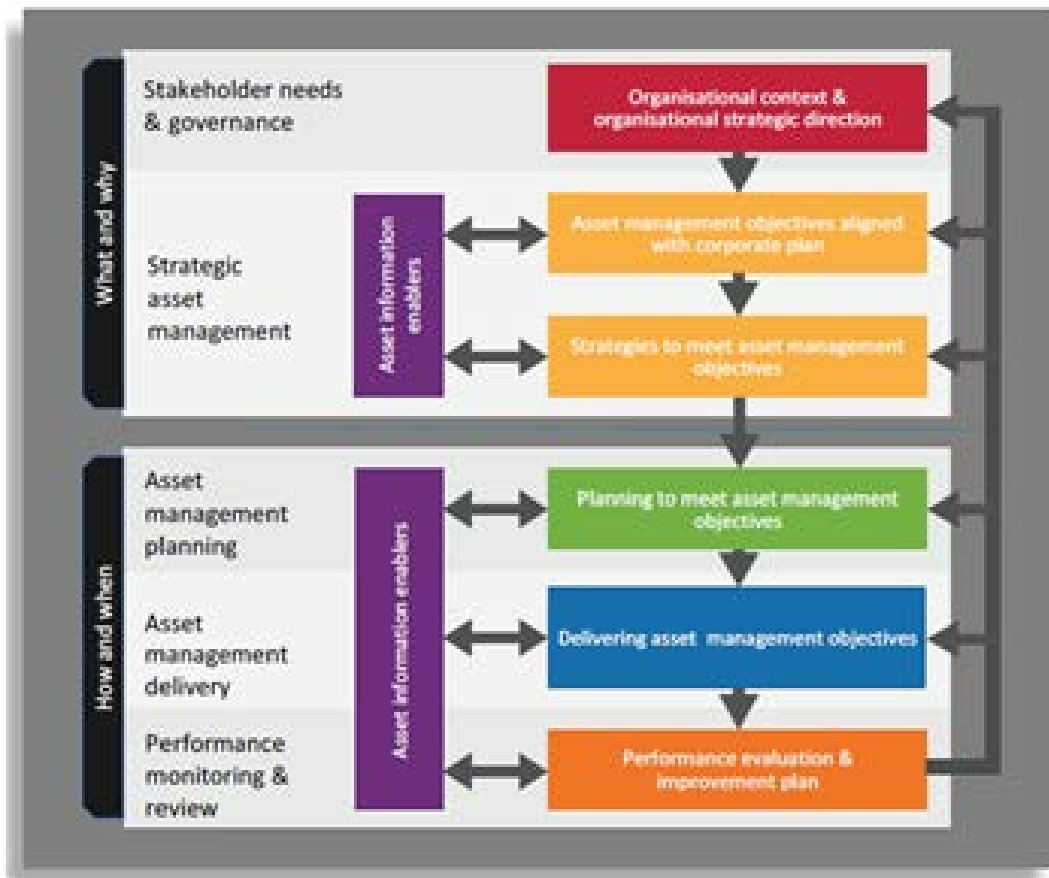 What and why
Stakeholder needs
& governance
Organisational context &
organisational strategic direction
Strategic
asset
management
Asset information
enablers
Asset management objectives aligned
with corporate plan
Strategies to meet asset management
objectives
How and when
Asset
management
planning
Asset information enablers
Planning to meet asset management
objectives
Asset
management
delivery
Delivering asset management objectives
Performance
monitoring &
review
Performance evaluation &
improvement plan